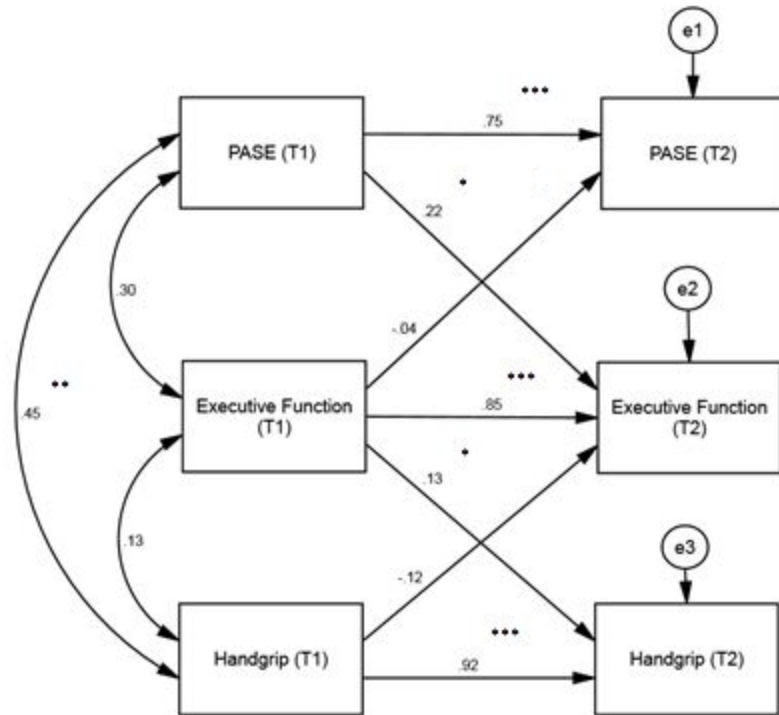 e1
***
PASE (T1)
.75
PASE (T2)
*
.22
e2
.30
-.04
**
***
.45
Executive Function
(T1)
.85
Executive Function
(T2)
*
.13
.13
e3
-.12
***
Handgrip (T1)
.92
Handgrip (T2)